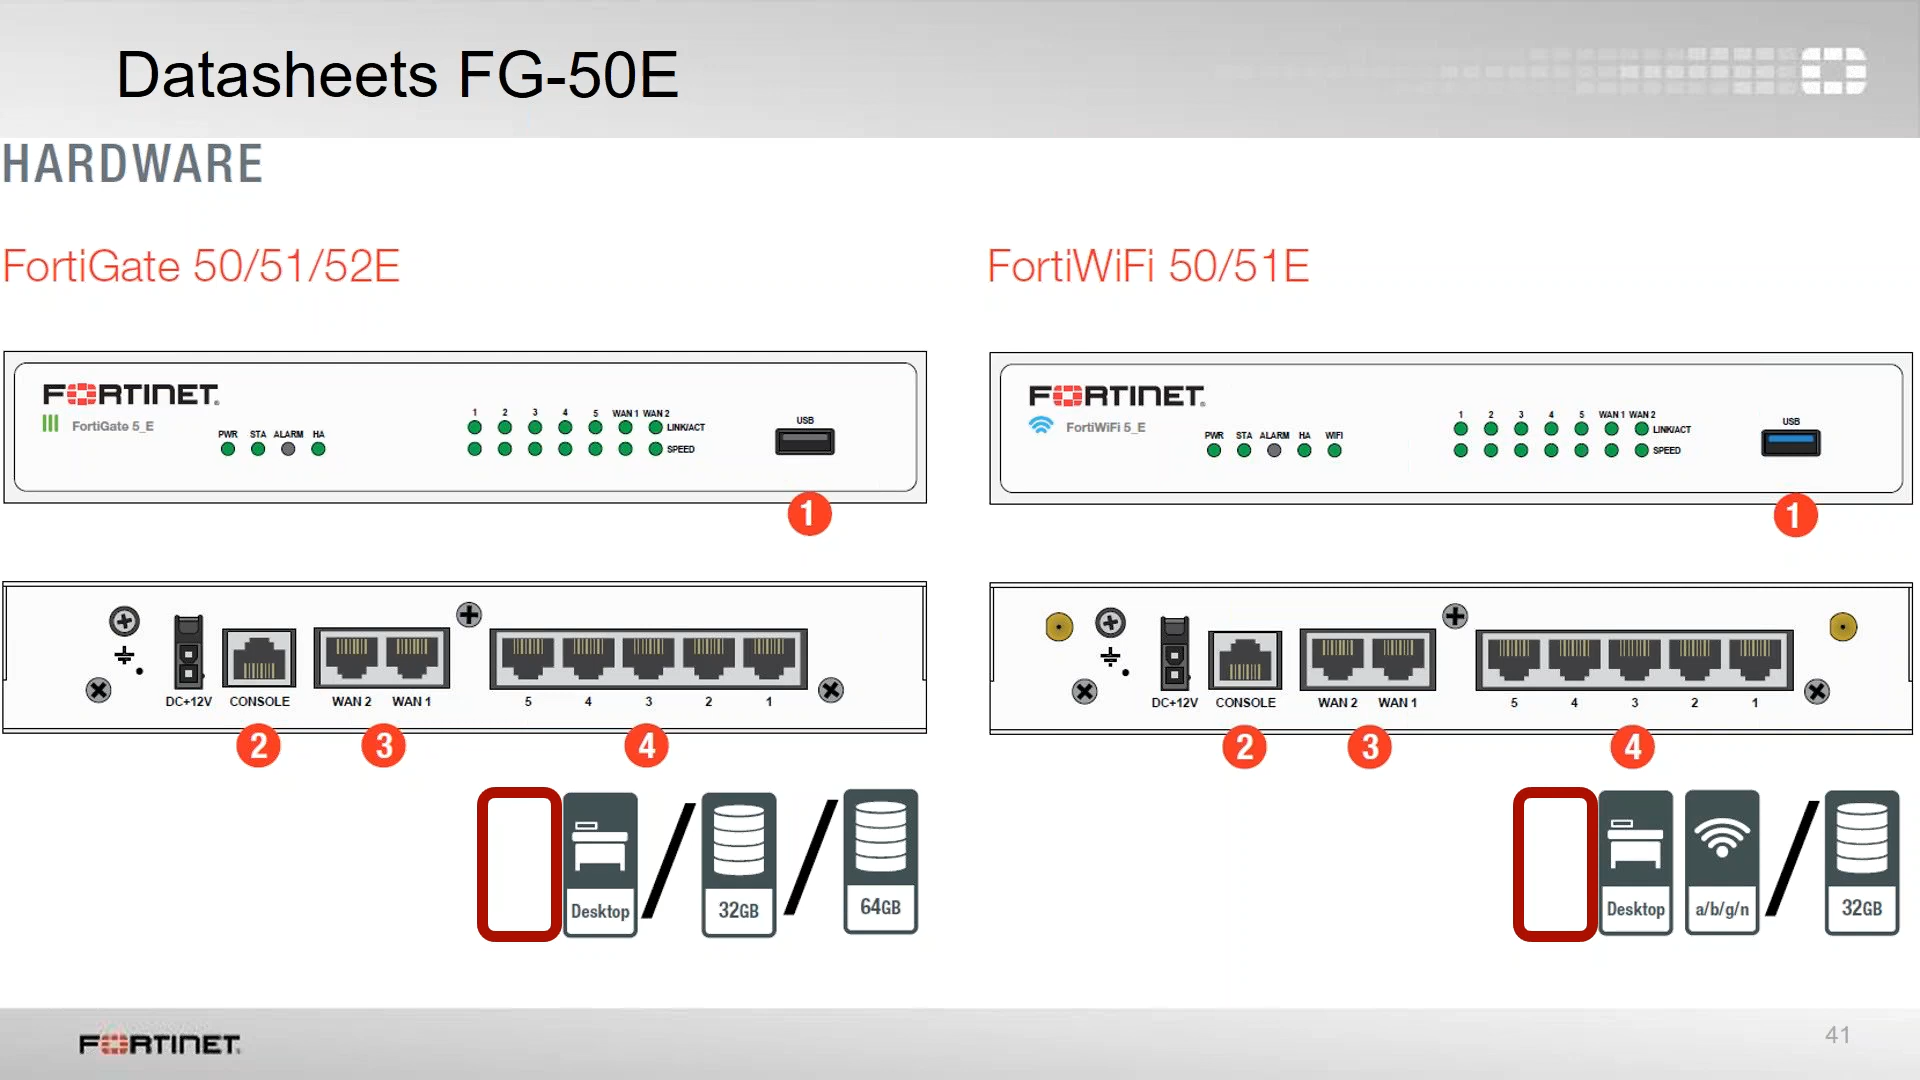 Datasheets FG-50E
HARDWARE
FortiGate 50/51/52E
FORTINET
FortiGate 5_E
PWR STA ALARM HA
1 2 3 4 5 WAN 1 WAN 2
LINK/ACT
SPEED
USB
1
DC+12V CONSOLE WAN 2 WAN 1 5 4 3 2 1
2 3 4
Desktop 32GB 64GB
FortiWiFi 50/51E
FORTINET
FortiWiFi 5_E
PWR STA ALARM HA WIFI
1 2 3 4 5 WAN 1 WAN 2
LINK/ACT
SPEED
USB
1
DC+12V CONSOLE WAN 2 WAN 1 5 4 3 2 1
2 3 4
Desktop a/b/g/n 32GB
FORTINET
41